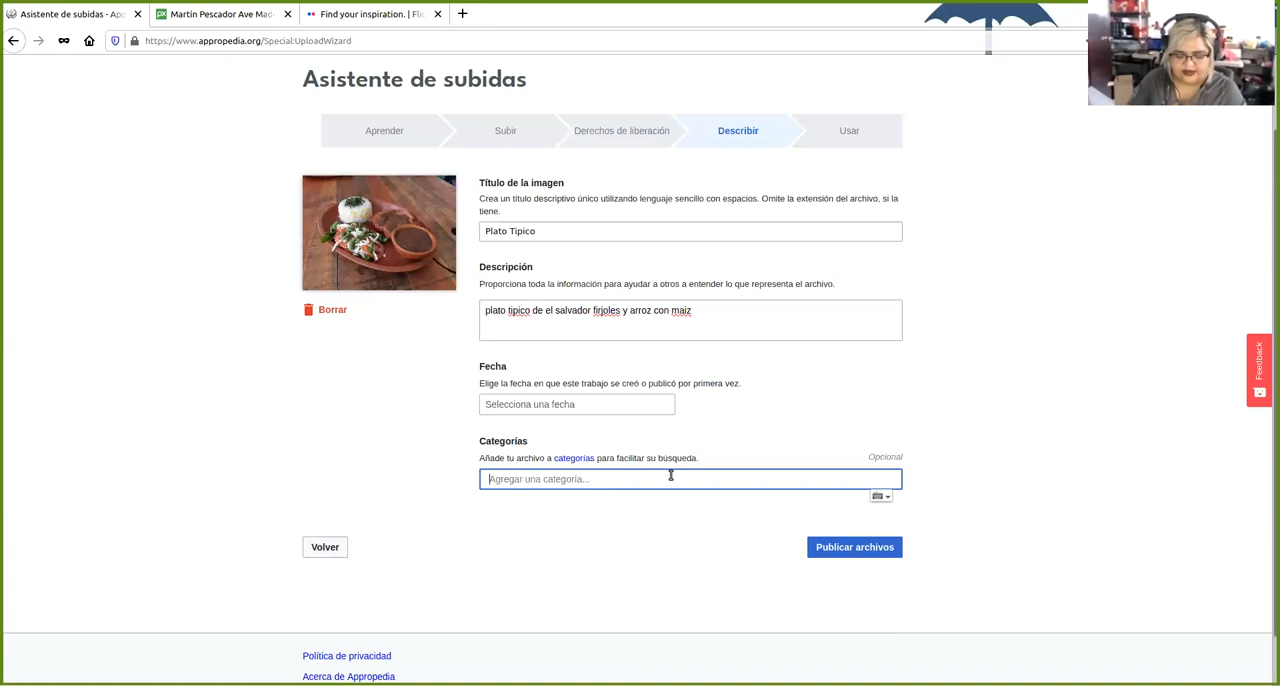 Asistente de subidas - App
Martín Pescador Ave Mad
Find your inspiration. | Flic
https://www.appropedia.org/Special:UploadWizard
Asistente de subidas
Aprender
Subir
Derechos de liberación
Describir
Usar
Título de la imagen
Crea un título descriptivo único utilizando lenguaje sencillo con espacios. Omite la extensión del archivo, si la
tiene.
Plato Tipico
Descripción
Proporciona toda la información para ayudar a otros a entender lo que representa el archivo.
plato tipico de el salvador firjoles y arroz con maiz
Borrar
Fecha
Elige la fecha en que este trabajo se creó o publicó por primera vez.
Selecciona una fecha
Categorías
Añade tu archivo a categorías para facilitar su búsqueda.
Opcional
Agregar una categoría...
Volver
Publicar archivos
Feedback
Política de privacidad
Acerca de Appropedia